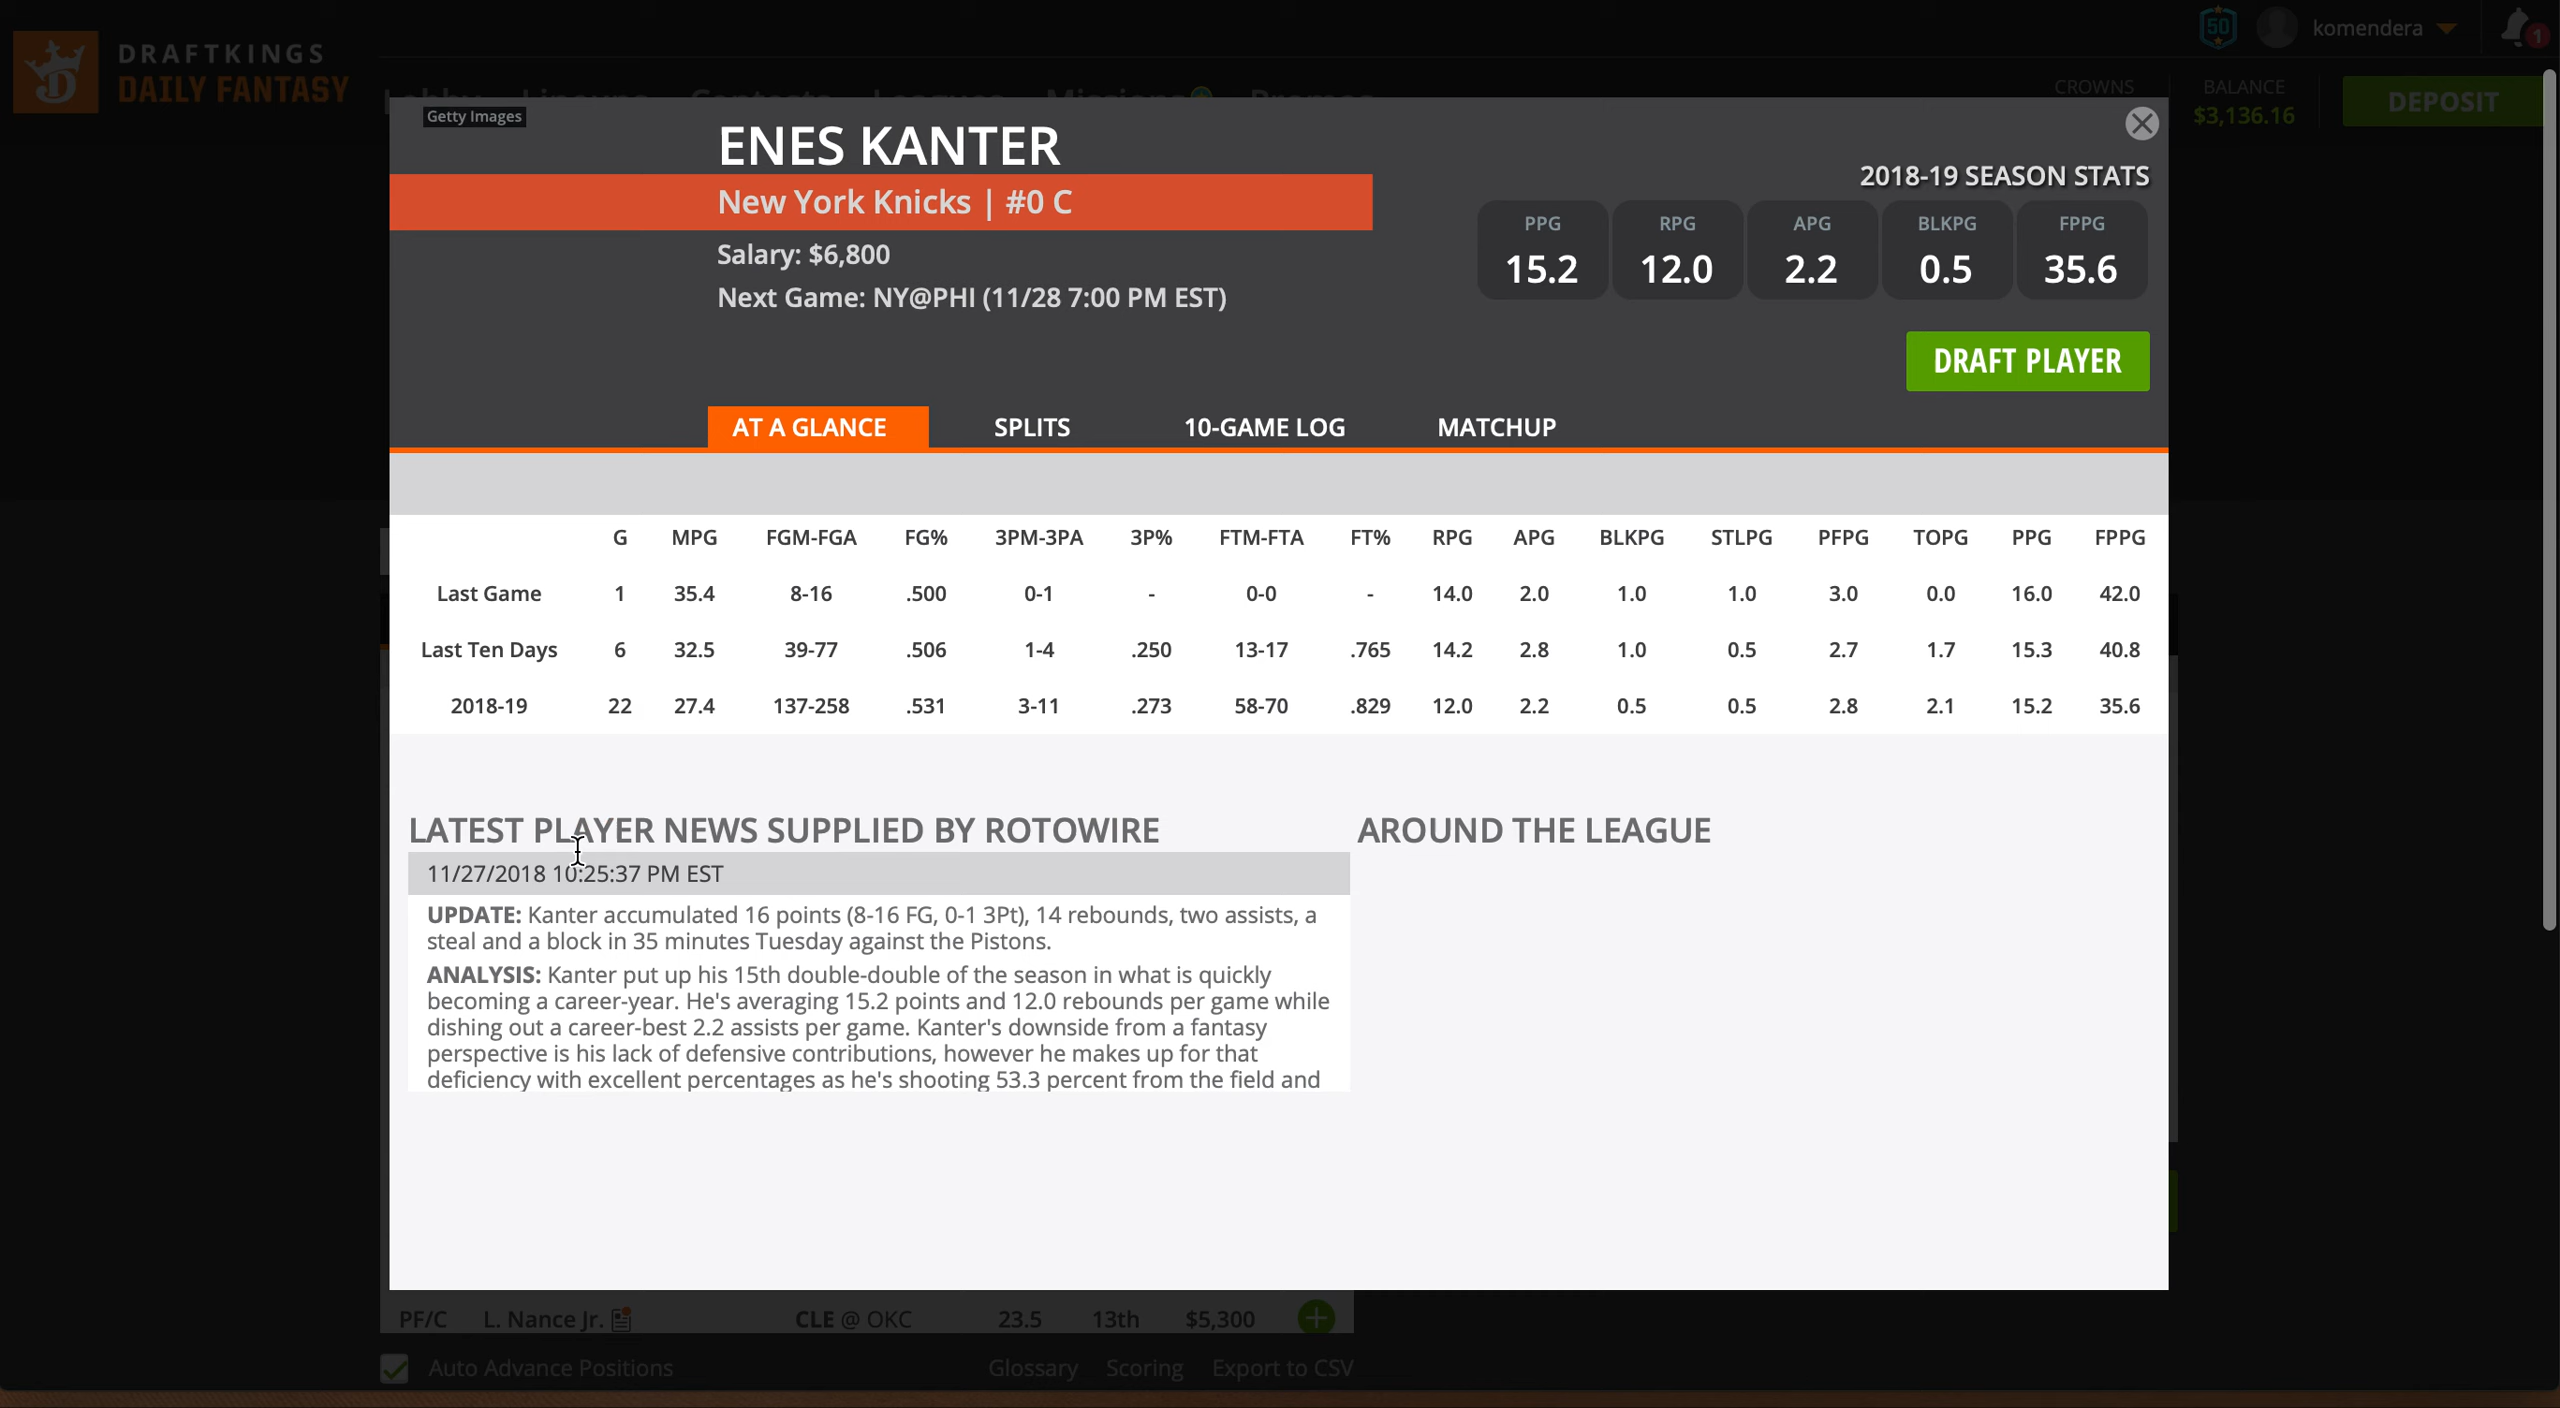 DRAFTKINGS
DAILY FANTASY
50
komendera
1
Lobby Lineups Contests Leagues Missions Promos
CROWNS
BALANCE
$3,136.16
DEPOSIT
Getty Images
ENES KANTER
New York Knicks | #0 C
Salary: $6,800
Next Game: NY@PHI (11/28 7:00 PM EST)
2018-19 SEASON STATS
PPG RPG APG BLKPG FPPG
15.2 12.0 2.2 0.5 35.6
DRAFT PLAYER
AT A GLANCE SPLITS 10-GAME LOG MATCHUP
G MPG FGM-FGA FG% 3PM-3PA 3P% FTM-FTA FT% RPG APG BLKPG STLPG PFPG TOPG PPG FPPG
Last Game 1 35.4 8-16 .500 0-1 - 0-0 - 14.0 2.0 1.0 1.0 3.0 0.0 16.0 42.0
Last Ten Days 6 32.5 39-77 .506 1-4 .250 13-17 .765 14.2 2.8 1.0 0.5 2.7 1.7 15.3 40.8
2018-19 22 27.4 137-258 .531 3-11 .273 58-70 .829 12.0 2.2 0.5 0.5 2.8 2.1 15.2 35.6
LATEST PLAYER NEWS SUPPLIED BY ROTOWIRE
11/27/2018 10:25:37 PM EST
UPDATE: Kanter accumulated 16 points (8-16 FG, 0-1 3Pt), 14 rebounds, two assists, a
steal and a block in 35 minutes Tuesday against the Pistons.
ANALYSIS: Kanter put up his 15th double-double of the season in what is quickly
becoming a career-year. He's averaging 15.2 points and 12.0 rebounds per game while
dishing out a career-best 2.2 assists per game. Kanter's downside from a fantasy
perspective is his lack of defensive contributions, however he makes up for that
deficiency with excellent percentages as he's shooting 53.3 percent from the field and
AROUND THE LEAGUE
PF/C L. Nance Jr. CLE @ OKC 23.5 13th $5,300
Auto Advance Positions
Glossary Scoring Export to CSV